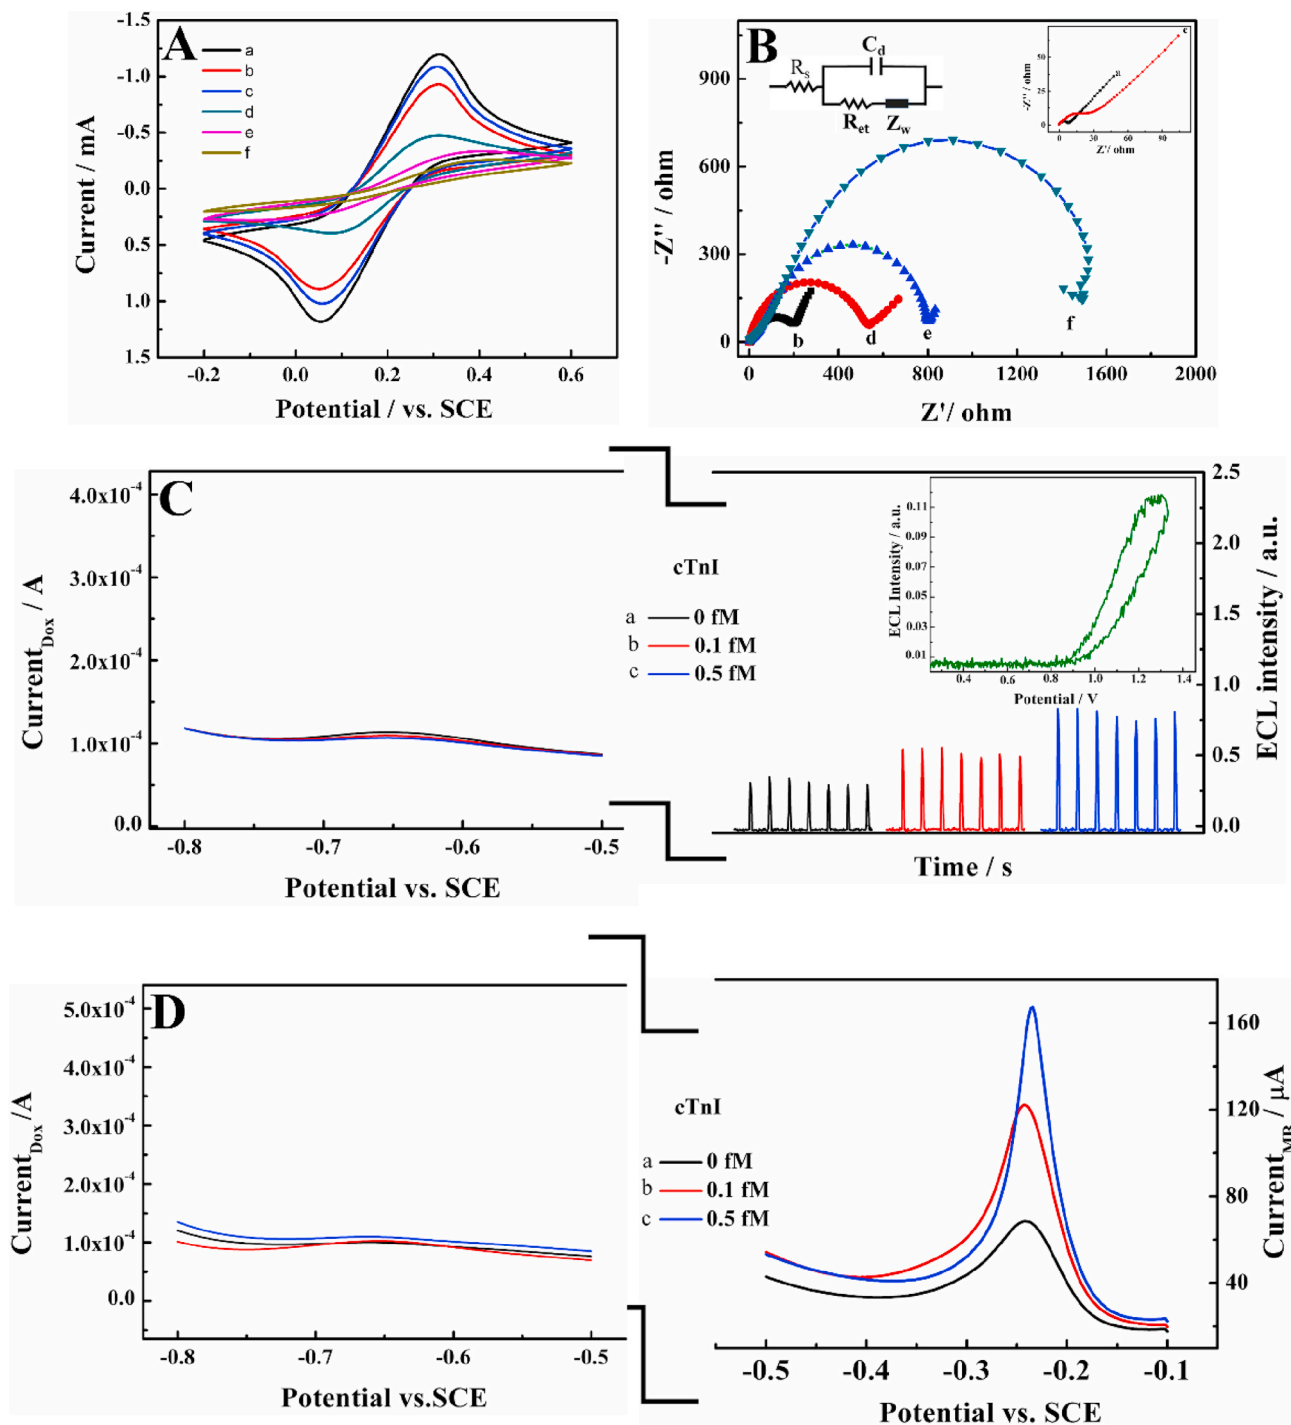 A
a
b
c
d
e
f
-1.5
-1.0
-0.5
0.0
0.5
1.0
1.5
Current / mA
-0.2
0.0
0.2
0.4
0.6
Potential / vs. SCE
B
Rs
Cd
Ret
Zw
900
600
300
0
-Z'' / ohm
0
400
800
1200
1600
2000
Z'/ ohm
b
d
e
f
50
25
0
-Z'' / ohm
0
30
60
90
Z'/ ohm
a
c
C
4.0x10-4
3.0x10-4
2.0x10-4
1.0x10-4
0.0
CurrentDox / A
-0.8
-0.7
-0.6
-0.5
Potential vs. SCE
cTnI
a 0 fM
b 0.1 fM
c 0.5 fM
0.11
0.09
0.07
0.05
0.03
0.01
ECL Intensity / a.u.
0.4
0.6
0.8
1.0
1.2
1.4
Potential / V
2.5
2.0
1.5
1.0
0.5
0.0
ECL intensity / a.u.
Time / s
D
5.0x10-4
4.0x10-4
3.0x10-4
2.0x10-4
1.0x10-4
0.0
CurrentDox /A
-0.8
-0.7
-0.6
-0.5
Potential vs.SCE
cTnI
a 0 fM
b 0.1 fM
c 0.5 fM
160
120
80
40
CurrentMB / μA
-0.5
-0.4
-0.3
-0.2
-0.1
Potential vs. SCE